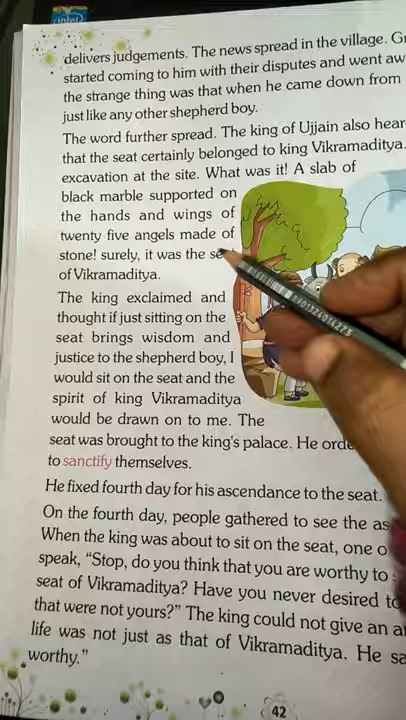 intel
delivers judgements. The news spread in the village.
started coming to him with their disputes and went
the strange thing was that when he came down from
just like any other shepherd boy.
The word further spread. The king of Ujjain also
that the seat certainly belonged to king Vikramaditya.
excavation at the site. What was it! A slab of
black marble supported on
the hands and wings of
twenty five angels made of
stone! surely, it was the
of Vikramaditya.
The king exclaimed and
thought if just sitting on the
seat brings wisdom and
justice to the shepherd boy, I
would sit on the seat and the
spirit of king Vikramaditya
would be drawn on to me. The
seat was brought to the king's palace. He
to sanctify themselves.
He fixed fourth day for his ascendance to the seat.
On the fourth day, people gathered to see the
When the king was about to sit on the seat, one
speak, "Stop, do you think that you are worthy to
seat of Vikramaditya? Have you never desired
that were not yours?" The king could not give an
life was not just as that of Vikramaditya. He
worthy."
42